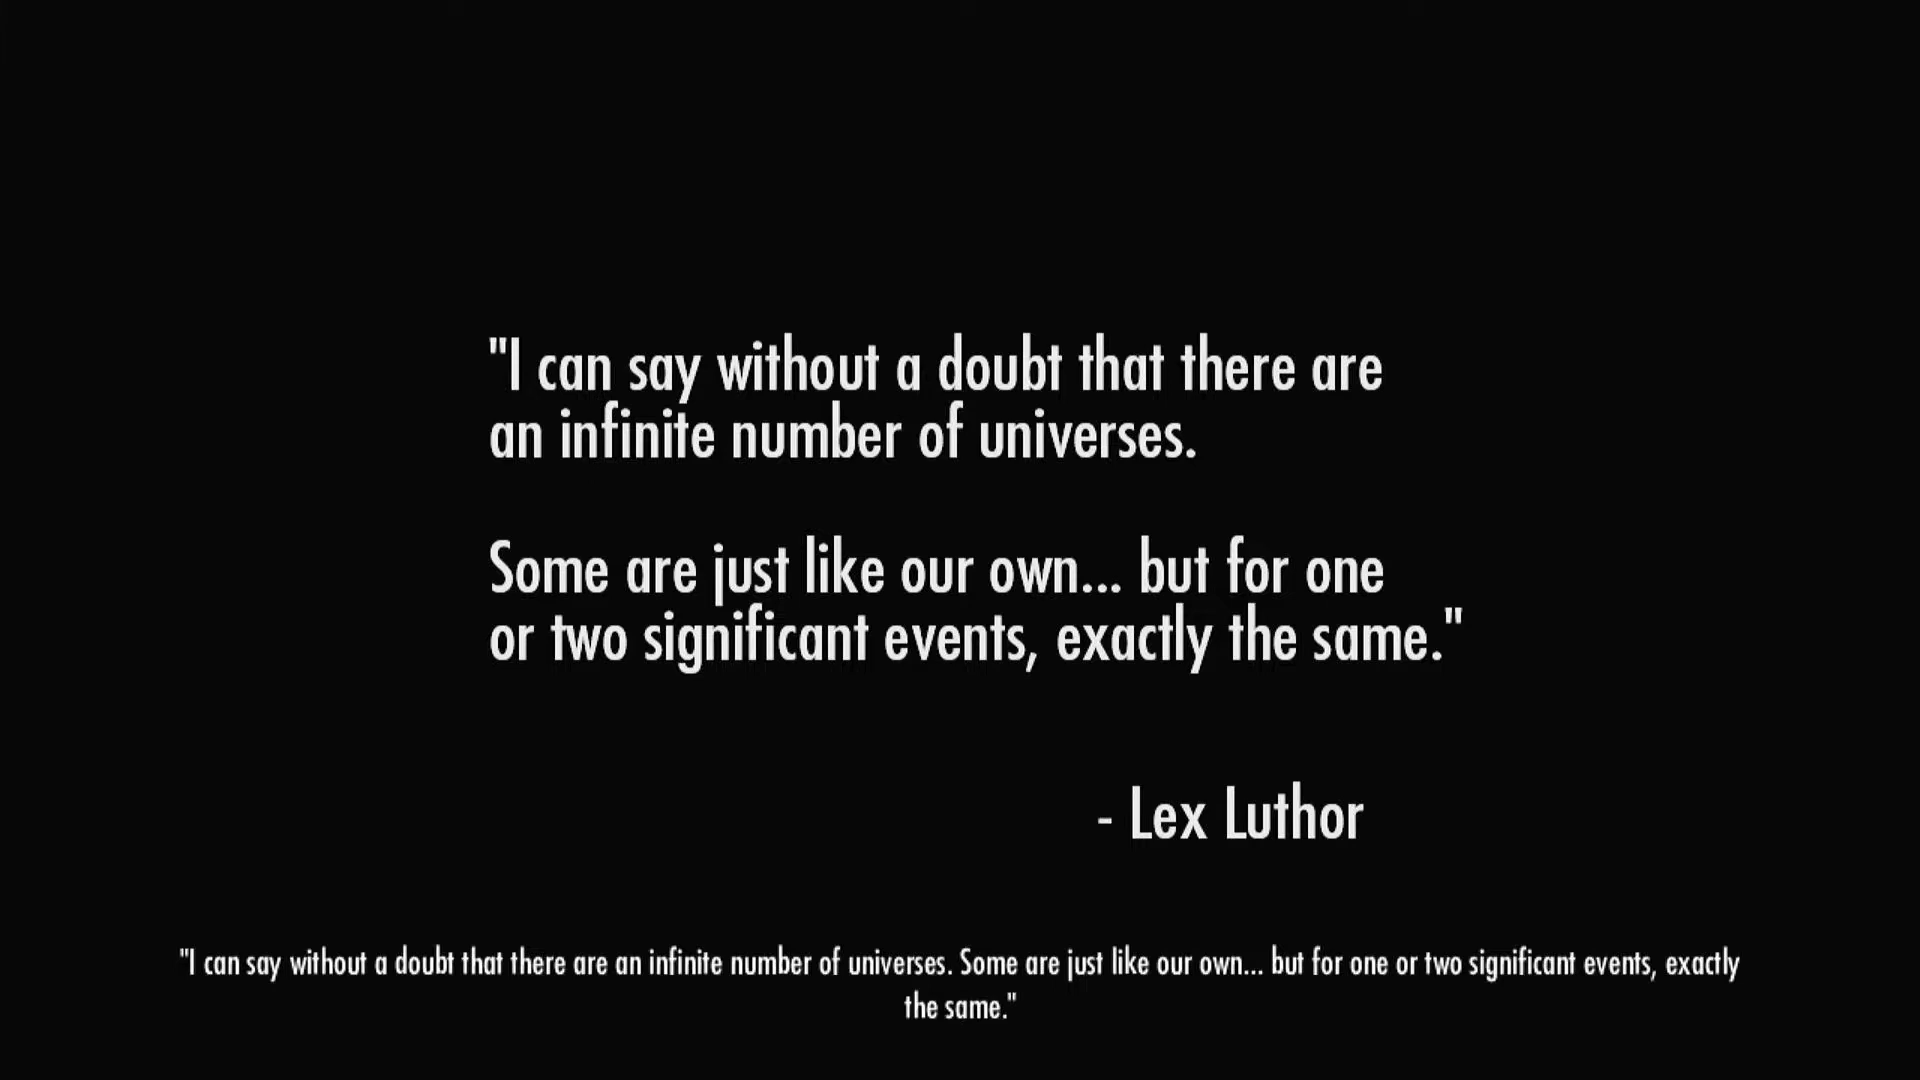 "I can say without a doubt that there are
an infinite number of universes.
Some are just like our own... but for one
or two significant events, exactly the same."
- Lex Luthor
"I can say without a doubt that there are an infinite number of universes. Some are just like our own... but for one or two significant events, exactly
the same."